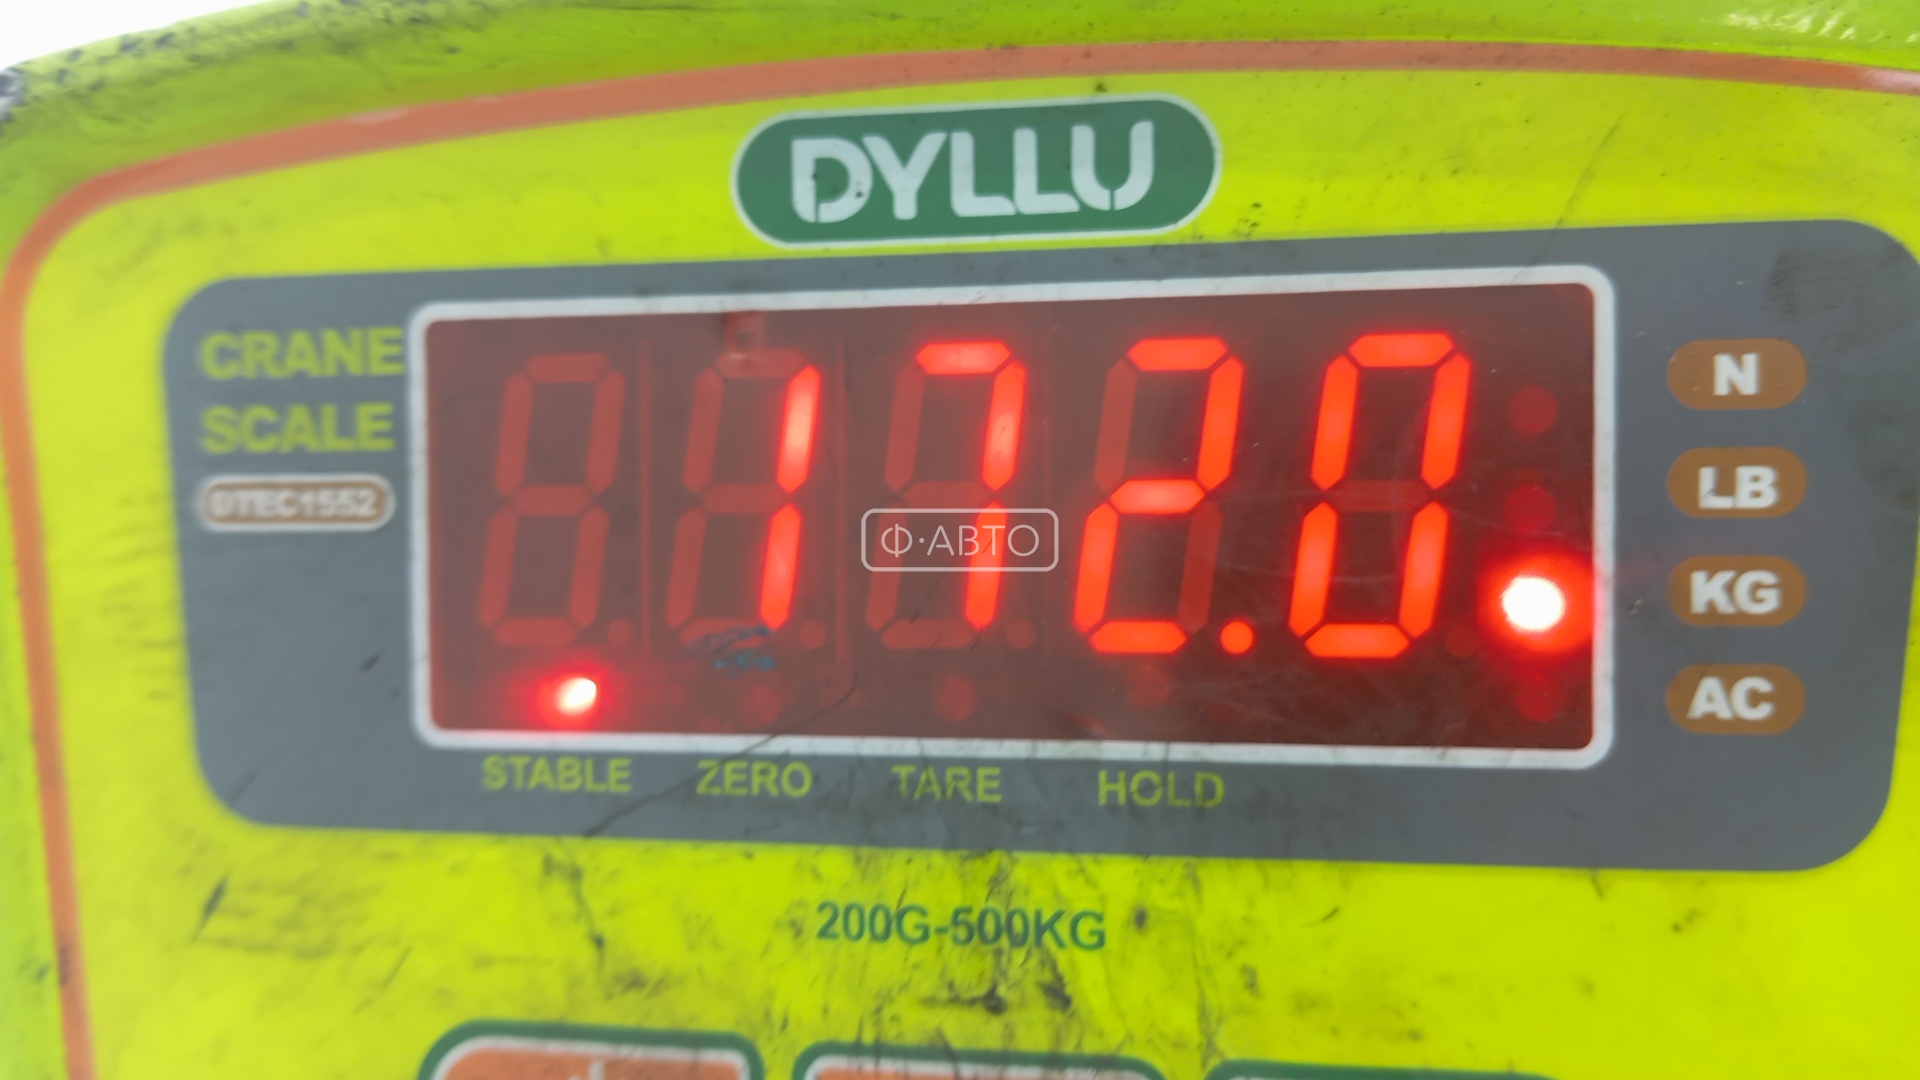 DYLLU
CRANE
SCALE
DTEC1552
172.0
N
LB
KG
AC
Ф·АВТО
STABLE ZERO TARE HOLD
200G-500KG